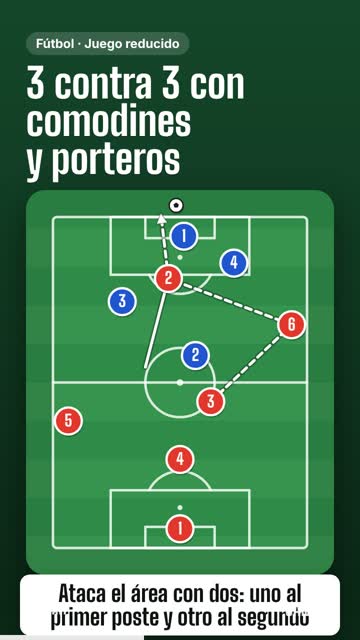 Fútbol · Juego reducido
3 contra 3 con
comodines
y porteros
1
4
2
3
6
2
3
5
4
1
Ataca el área con dos: uno al
primer poste y otro al segundo